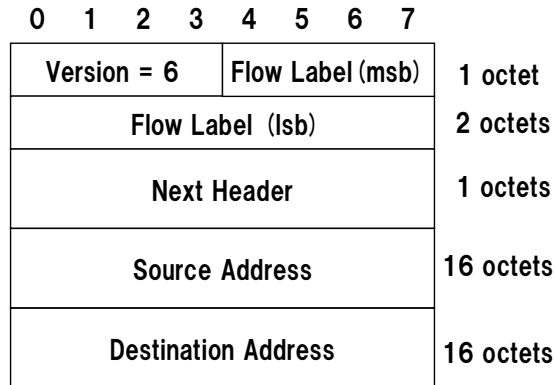 0 1 2 3 4 5 6 7
Version = 6 Flow Label (msb) 1 octet
Flow Label (lsb) 2 octets
Next Header 1 octets
Source Address 16 octets
Destination Address 16 octets